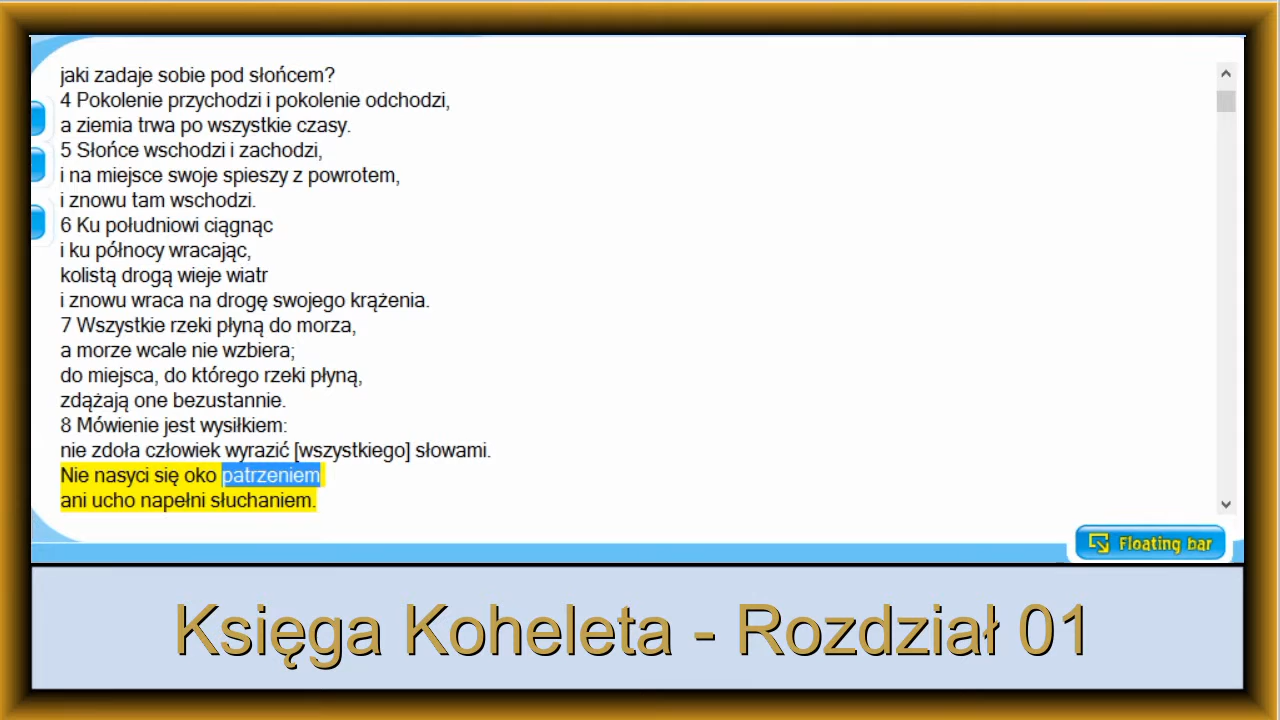 jaki zadaje sobie pod słońcem?
4 Pokolenie przychodzi i pokolenie odchodzi,
a ziemia trwa po wszystkie czasy.
5 Słońce wschodzi i zachodzi,
i na miejsce swoje spieszy z powrotem,
i znowu tam wschodzi.
6 Ku południowi ciągnąc
i ku północy wracając,
kolistą drogą wieje wiatr
i znowu wraca na drogę swojego krążenia.
7 Wszystkie rzeki płyną do morza,
a morze wcale nie wzbiera;
do miejsca, do którego rzeki płyną,
zdążają one bezustannie.
8 Mówienie jest wysiłkiem:
nie zdoła człowiek wyrazić [wszystkiego] słowami.
Nie nasyci się oko patrzeniem
ani ucho napełni słuchaniem.
Floating bar
Księga Koheleta - Rozdział 01